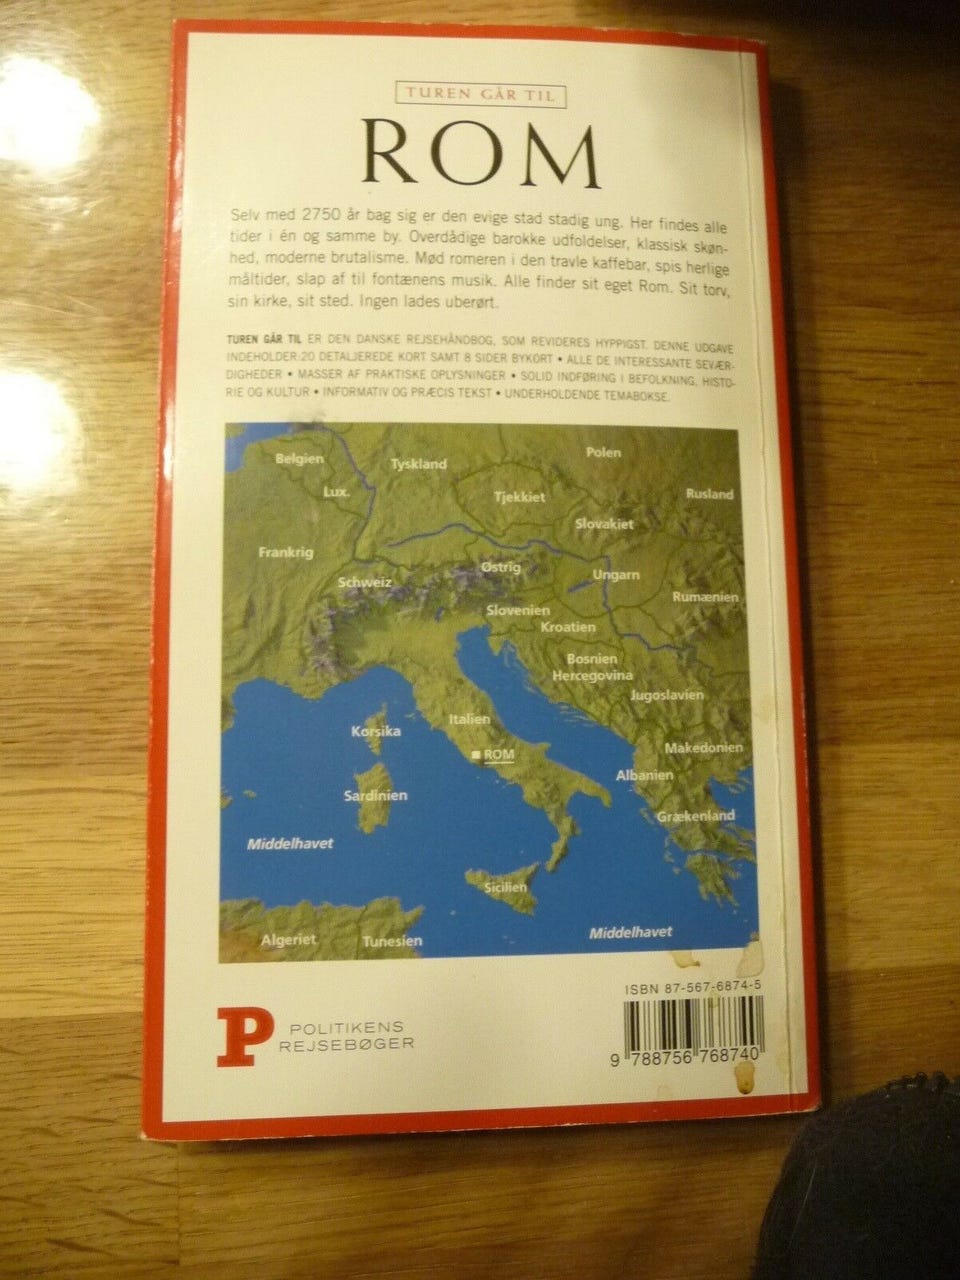 TUREN GÅR TIL
ROM
Selv med 2750 år bag sig er den evige stad stadig ung. Her findes alle
tider i én og samme by. Overdådige barokke udfoldelser, klassisk skøn-
hed, moderne brutalisme. Mød romeren i den travle kaffebar, spis herlige
måltider, slap af til fontænens musik. Alle finder sit eget Rom. Sit torv,
sin kirke, sit sted. Ingen lades uberørt.
TUREN GÅR TIL ER DEN DANSKE REJSEHÅNDBOG, SOM REVIDERES HYPPIGST. DENNE UDGAVE
INDEHOLDER 20 DETALJEREDE KORT SAMT 8 SIDER BYKORT • ALLE DE INTERESSANTE SEVÆR-
DIGHEDER • MASSER AF PRAKTISKE OPLYSNINGER • SOLID INDFØRING I BEFOLKNING, HISTO-
RIE OG KULTUR • INFORMATIV OG PRÆCIS TEKST • UNDERHOLDENDE TEMABOKSE.
Belgien
Tyskland
Polen
Lux.
Tjekkiet
Rusland
Slovakiet
Frankrig
Schweiz
Østrig
Ungarn
Rumænien
Slovenien
Kroatien
Bosnien
Hercegovina
Jugoslavien
Korsika
Italien
ROM
Makedonien
Albanien
Sardinien
Grækenland
Middelhavet
Sicilien
Algeriet
Tunesien
Middelhavet
ISBN 87-567-6874-5
9 788756 768740
P
POLITIKENS
REJSEBØGER